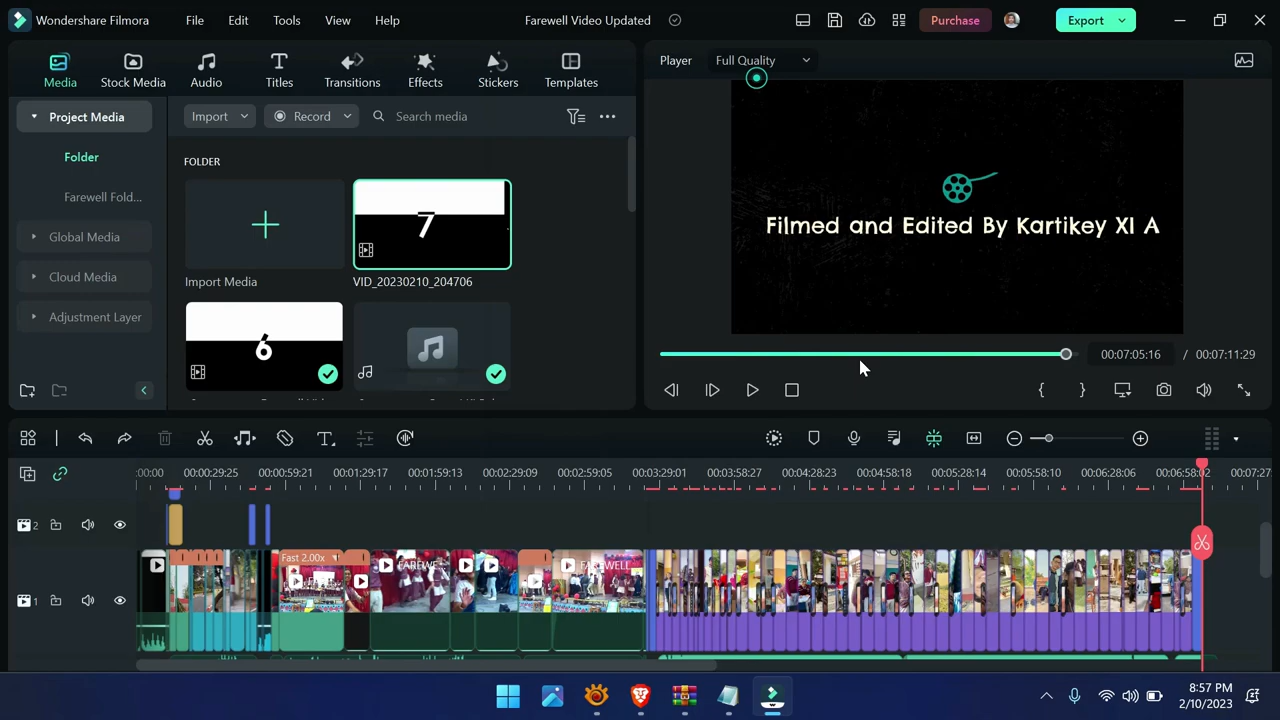 Wondershare Filmora
File
Edit
Tools
View
Help
Farewell Video Updated
Purchase
Export
Media
Stock Media
Audio
Titles
Transitions
Effects
Stickers
Templates
Player
Full Quality
Project Media
Import
Record
Search media
Folder
Farewell Fold...
Global Media
Cloud Media
Adjustment Layer
FOLDER
7
Import Media
VID_20230210_204706
6
Filmed and Edited By Kartikey XI A
00:07:05:16 / 00:07:11:29
:00:00
00:00:29:25
00:00:59:21
00:01:29:17
00:01:59:13
00:02:29:09
00:02:59:05
00:03:29:01
00:03:58:27
00:04:28:23
00:04:58:18
00:05:28:14
00:05:58:10
00:06:28:06
00:07:27:
2
Fast 2.00x
FAREWE...
FAREWELL
1
8:57 PM
2/10/2023